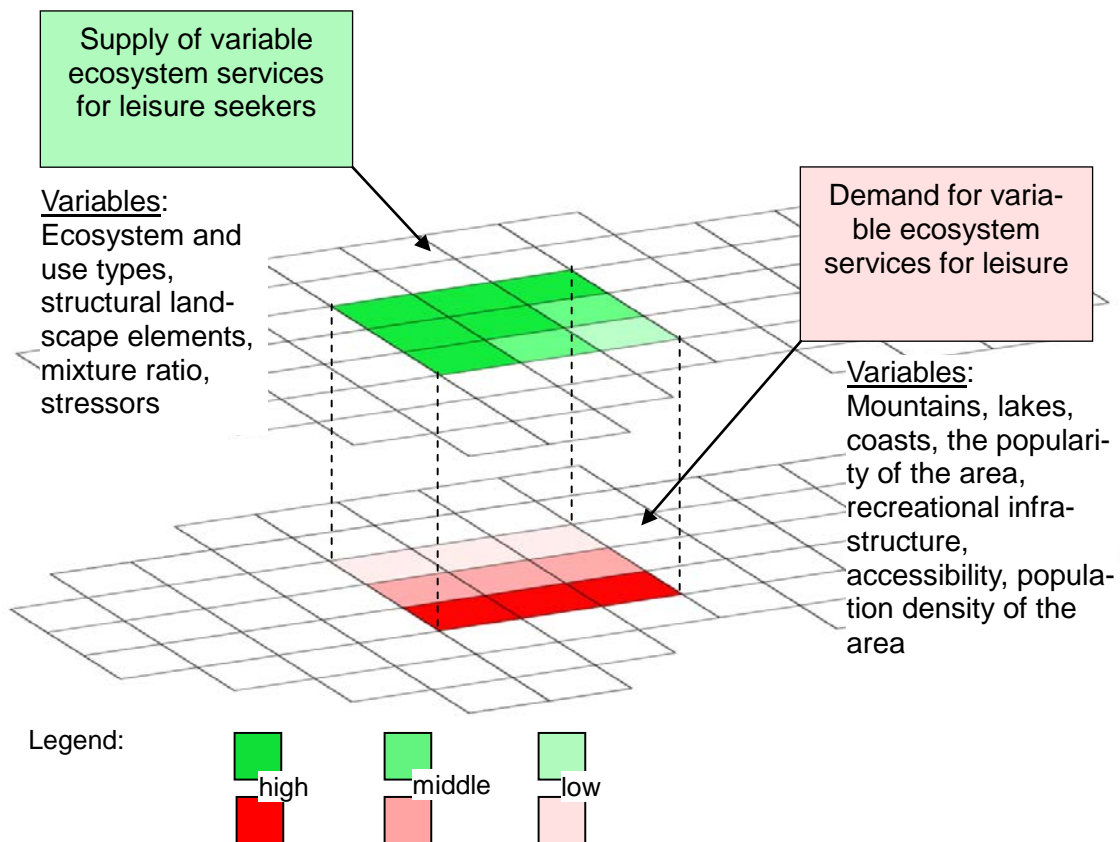 Supply of variable
ecosystem services
for leisure seekers
Variables:
Ecosystem and
use types,
structural land-
scape elements,
mixture ratio,
stressors
Demand for varia-
ble ecosystem
services for leisure
Variables:
Mountains, lakes,
coasts, the populari-
ty of the area,
recreational infra-
structure,
accessibility, popula-
tion density of the
area
Legend:
high
middle
low